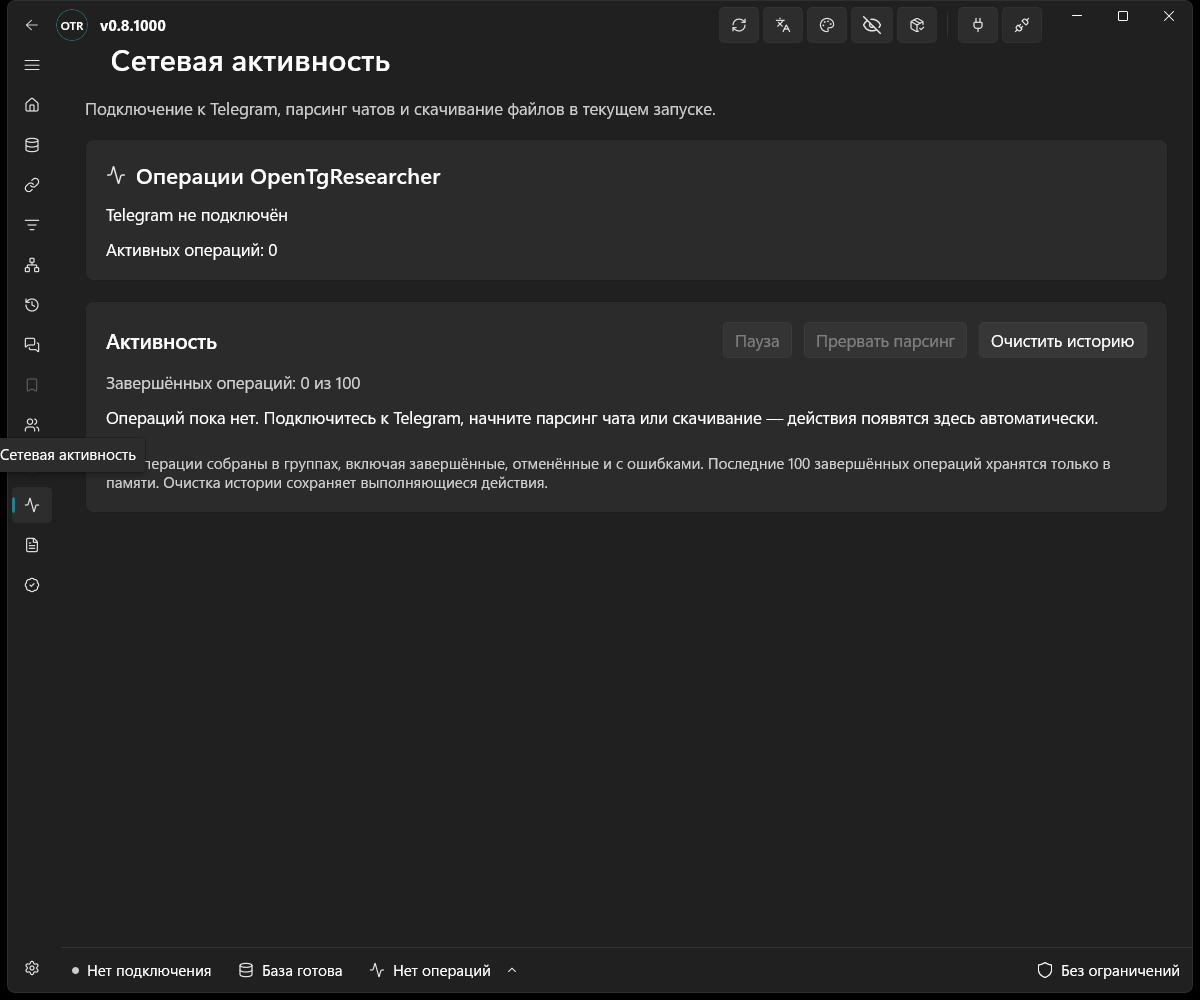 OTR v0.8.1000
Сетевая активность
Подключение к Telegram, парсинг чатов и скачивание файлов в текущем запуске.
Операции OpenTgResearcher
Telegram не подключён
Активных операций: 0
Активность
Пауза
Прервать парсинг
Очистить историю
Завершённых операций: 0 из 100
Операций пока нет. Подключитесь к Telegram, начните парсинг чата или скачивание — действия появятся здесь автоматически.
Сетевая активность
собраны в группах, включая завершённые, отменённые и с ошибками. Последние 100 завершённых операций хранятся только в
памяти. Очистка истории сохраняет выполняющиеся действия.
Нет подключения
База готова
Нет операций
Без ограничений